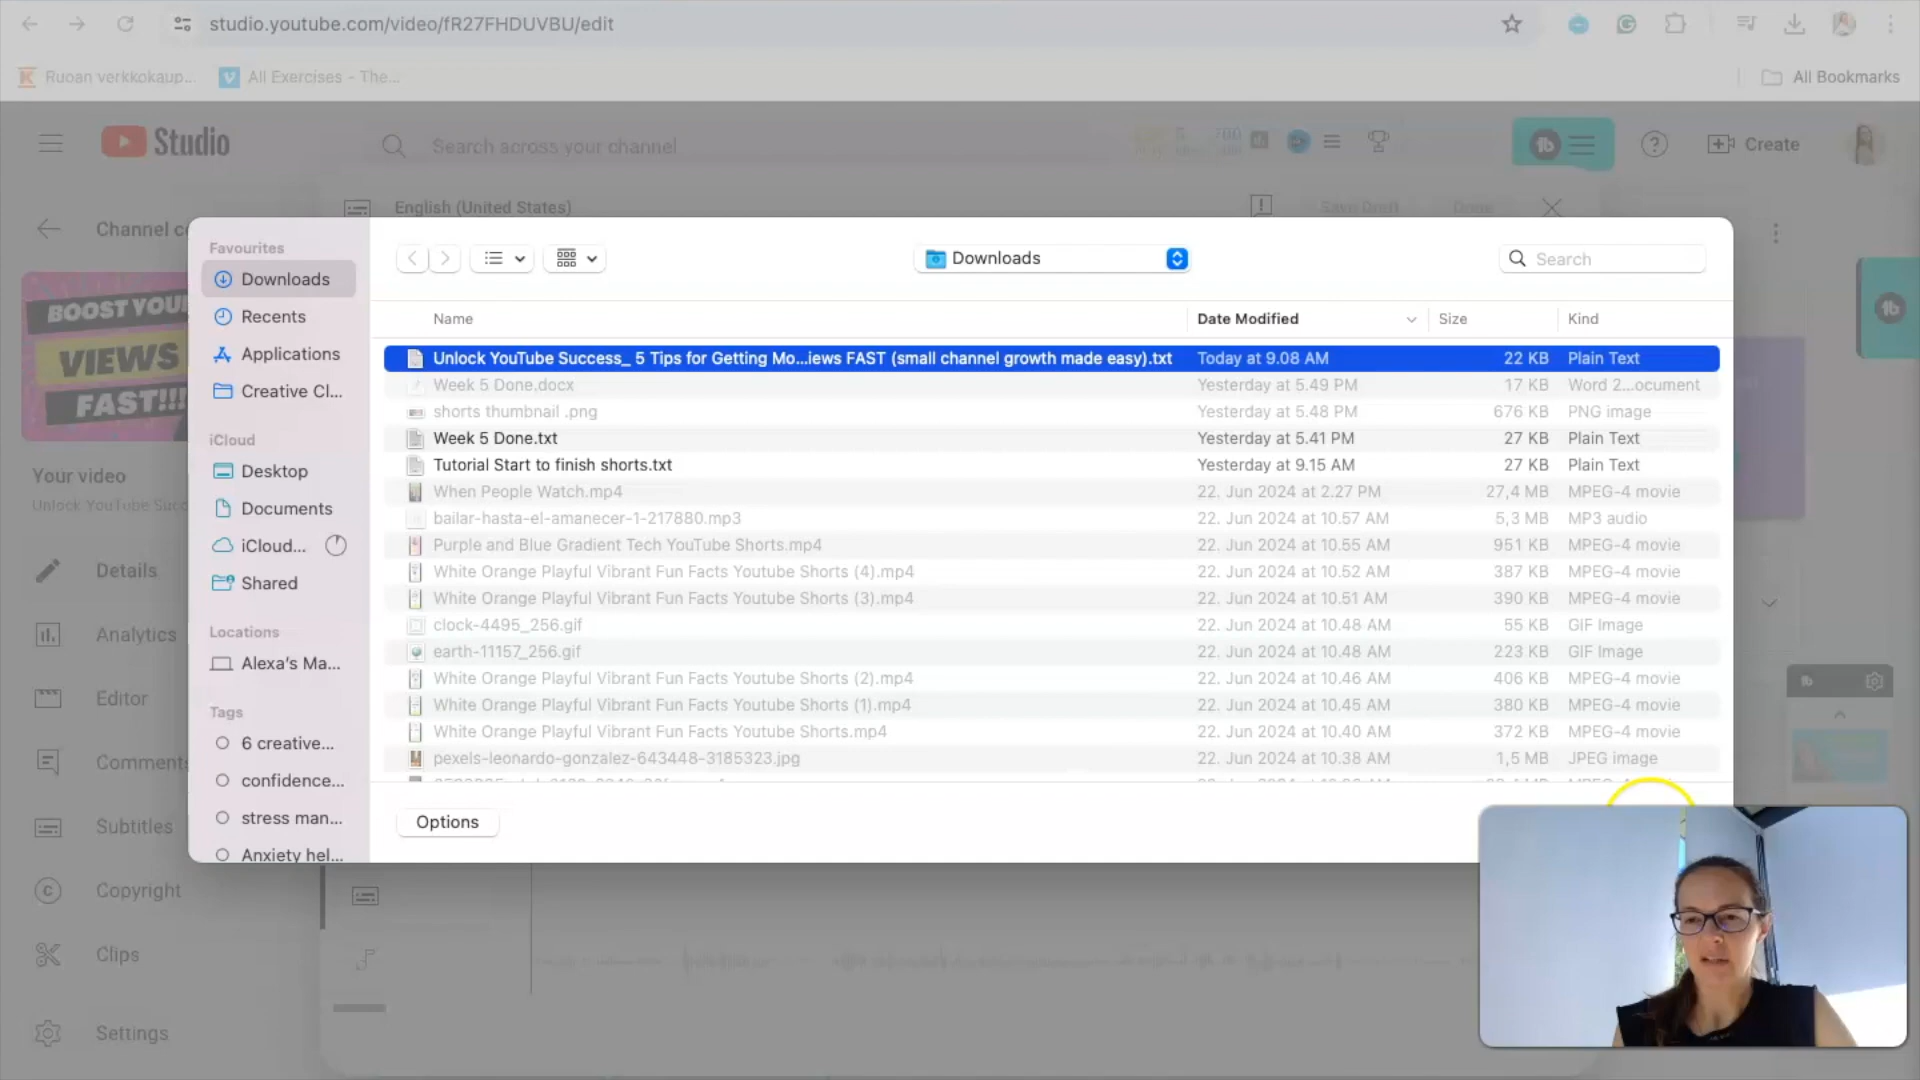 studio.youtube.com/video/fR27FHDUVBU/edit
Ruoan verkkokaup...
All Exercises - The...
All Bookmarks
Studio
Search across your channel
Create
English (United States)
Save Draft
Done
Channel c
BOOST YOU
VIEWS
FAST!!!
Your video
Unlock YouTube Succ
Details
Analytics
Editor
Comment
Subtitles
Copyright
Clips
Settings
Favourites
Downloads
Recents
Applications
Creative Cl...
iCloud
Desktop
Documents
iCloud...
Shared
Locations
Alexa's Ma...
Tags
6 creative...
confidence...
stress man...
Anxiety hel...
Downloads
Search
Name Date Modified Size Kind
Unlock YouTube Success_ 5 Tips for Getting Mo...iews FAST (small channel growth made easy).txt Today at 9.08 AM 22 KB Plain Text
Week 5 Done.docx Yesterday at 5.49 PM 17 KB Word 2...ocument
shorts thumbnail .png Yesterday at 5.48 PM 676 KB PNG image
Week 5 Done.txt Yesterday at 5.41 PM 27 KB Plain Text
Tutorial Start to finish shorts.txt Yesterday at 9.15 AM 27 KB Plain Text
When People Watch.mp4 22. Jun 2024 at 2.27 PM 27,4 MB MPEG-4 movie
bailar-hasta-el-amanecer-1-217880.mp3 22. Jun 2024 at 10.57 AM 5,3 MB MP3 audio
Purple and Blue Gradient Tech YouTube Shorts.mp4 22. Jun 2024 at 10.55 AM 951 KB MPEG-4 movie
White Orange Playful Vibrant Fun Facts Youtube Shorts (4).mp4 22. Jun 2024 at 10.52 AM 387 KB MPEG-4 movie
White Orange Playful Vibrant Fun Facts Youtube Shorts (3).mp4 22. Jun 2024 at 10.51 AM 390 KB MPEG-4 movie
clock-4495_256.gif 22. Jun 2024 at 10.48 AM 55 KB GIF Image
earth-11157_256.gif 22. Jun 2024 at 10.48 AM 223 KB GIF Image
White Orange Playful Vibrant Fun Facts Youtube Shorts (2).mp4 22. Jun 2024 at 10.46 AM 406 KB MPEG-4 movie
White Orange Playful Vibrant Fun Facts Youtube Shorts (1).mp4 22. Jun 2024 at 10.45 AM 380 KB MPEG-4 movie
White Orange Playful Vibrant Fun Facts Youtube Shorts.mp4 22. Jun 2024 at 10.40 AM 372 KB MPEG-4 movie
pexels-leonardo-gonzalez-643448-3185323.jpg 22. Jun 2024 at 10.38 AM 1,5 MB JPEG image
Options